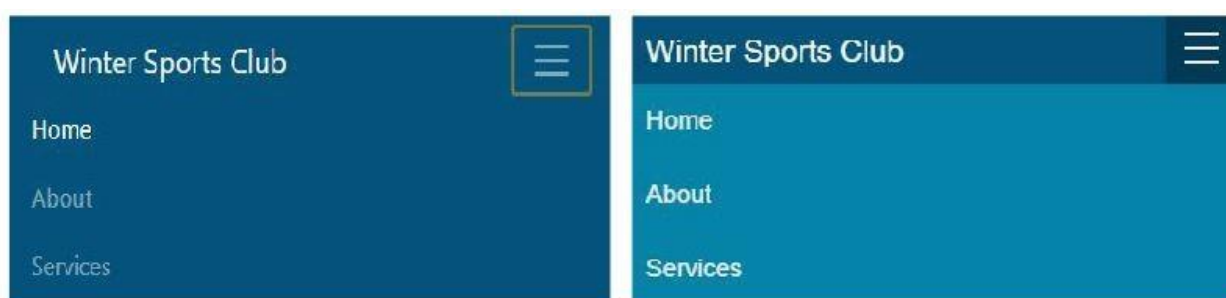 Winter Sports Club
Home
About
Services
Winter Sports Club
Home
About
Services